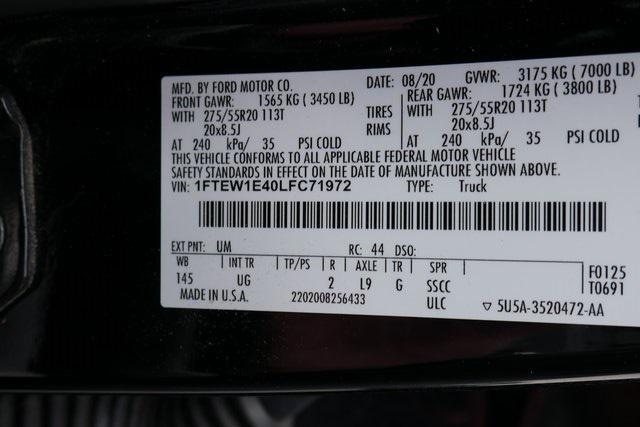 MFD. BY FORD MOTOR CO. DATE: 08/20 GVWR: 3175 KG ( 7000 LB)
FRONT GAWR: 1565 KG ( 3450 LB) REAR GAWR: 1724 KG ( 3800 LB)
WITH 275/55R20 113T TIRES WITH 275/55R20 113T
20x8.5J RIMS 20x8.5J
AT 240 kPa/ 35 PSI COLD AT 240 kPa/ 35 PSI COLD
THIS VEHICLE CONFORMS TO ALL APPLICABLE FEDERAL MOTOR VEHICLE
SAFETY STANDARDS IN EFFECT ON THE DATE OF MANUFACTURE SHOWN ABOVE.
VIN: 1FTEW1E40LFC71972 TYPE: Truck
EXT PNT: UM RC: 44 DSO:
WB INT TR TP/PS R AXLE TR SPR F0125
145 UG 2 L9 G SSCC T0691
MADE IN U.S.A. 2202008256433 ULC ▽ 5U5A-3520472-AA